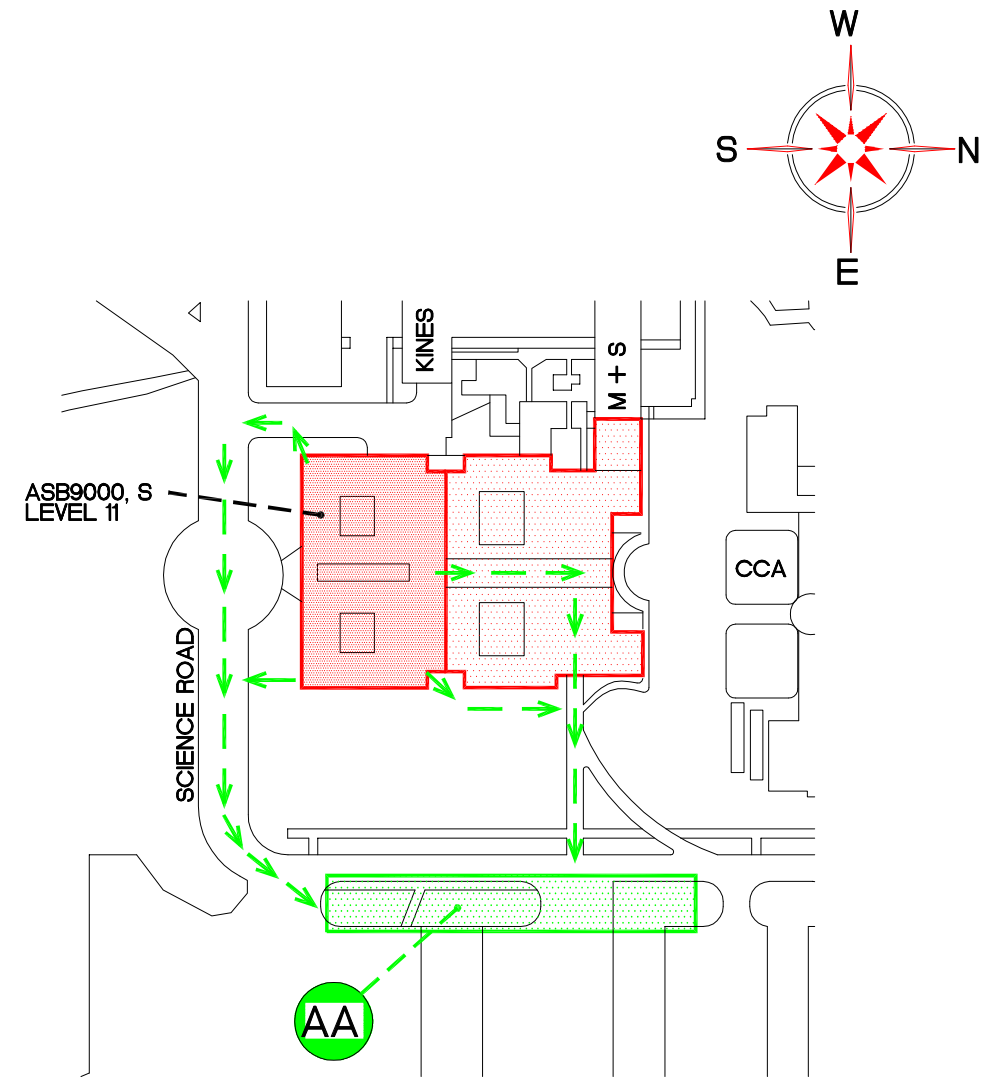 W
S
N
E
KINES
M + S
ASB9000, S
LEVEL 11
CCA
SCIENCE ROAD
AA